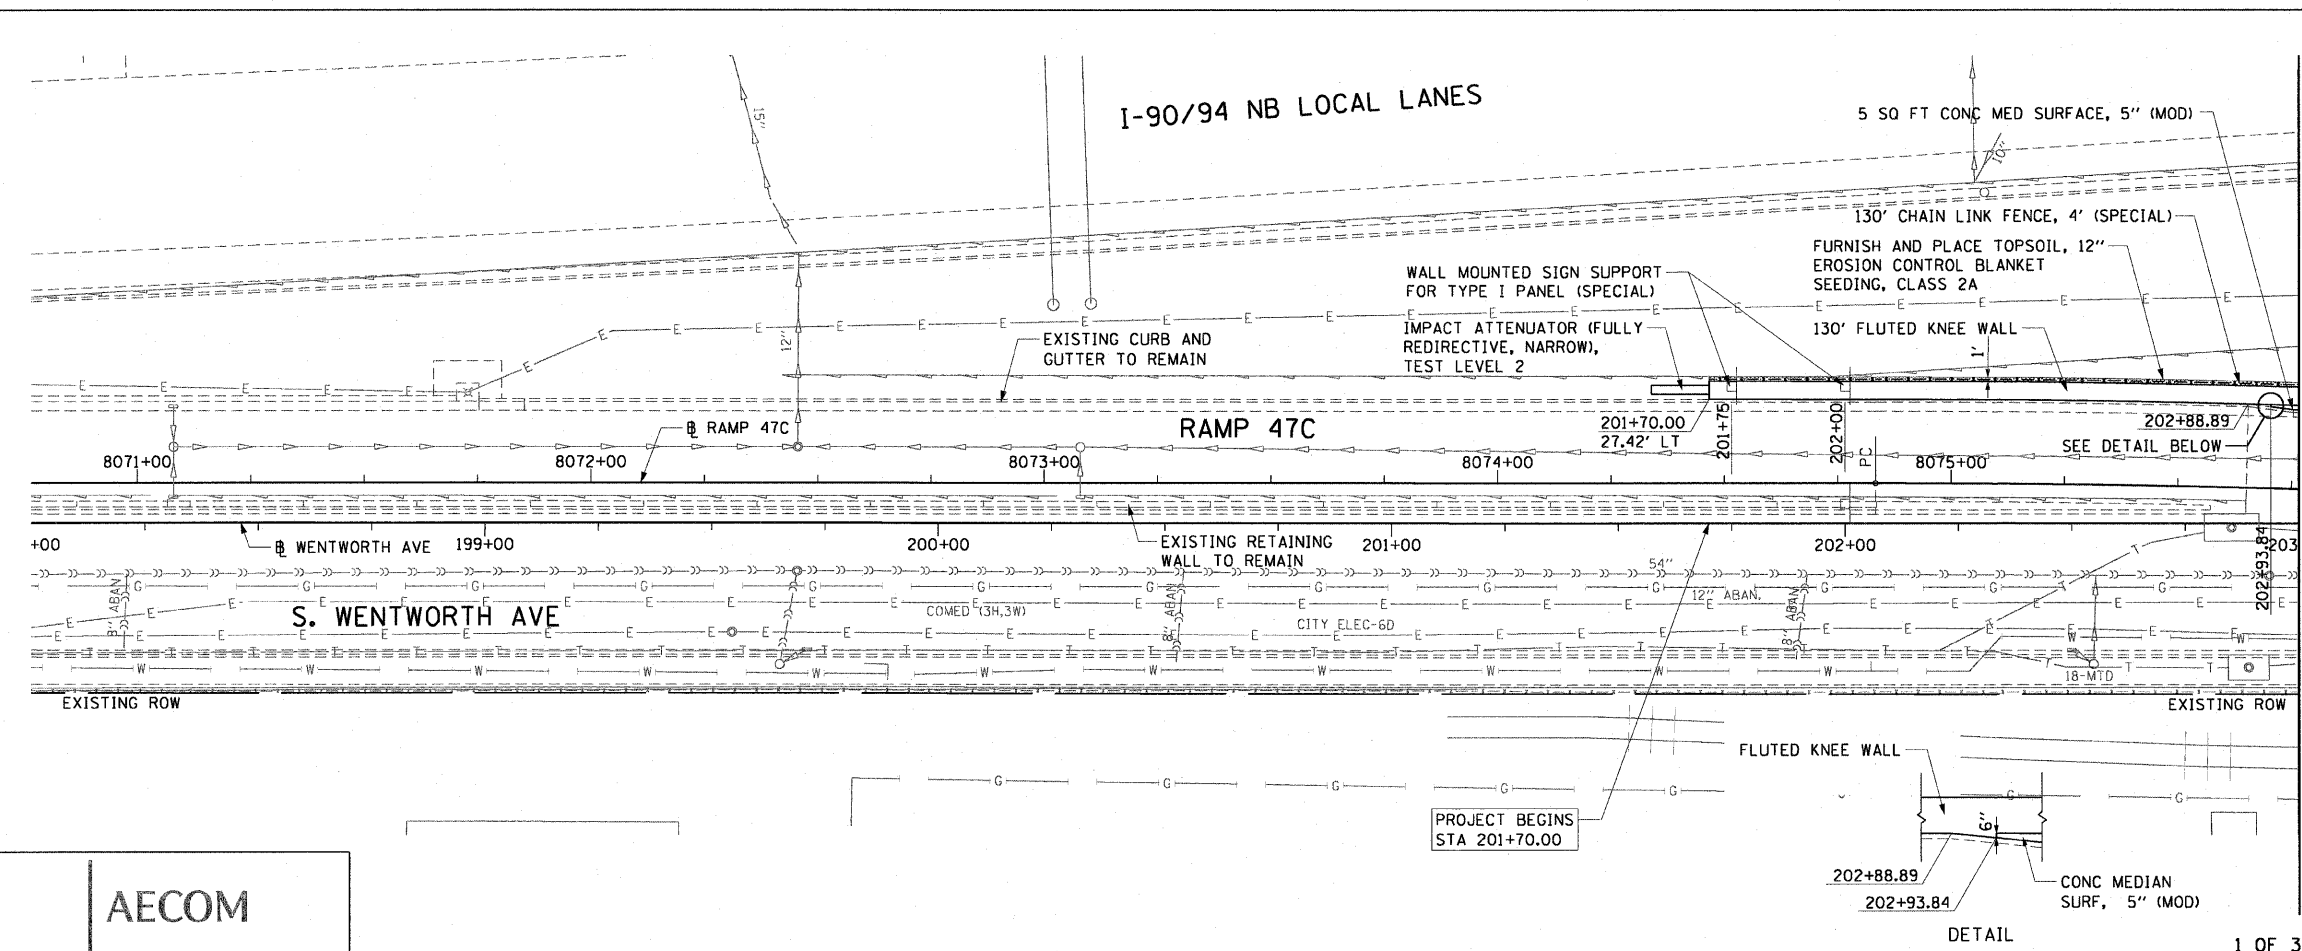 I-90/94 NB LOCAL LANES
15"
10"
12"
5 SQ FT CONC MED SURFACE, 5" (MOD)
130' CHAIN LINK FENCE, 4' (SPECIAL)
FURNISH AND PLACE TOPSOIL, 12"
EROSION CONTROL BLANKET
SEEDING, CLASS 2A
WALL MOUNTED SIGN SUPPORT
FOR TYPE I PANEL (SPECIAL)
IMPACT ATTENUATOR (FULLY
REDIRECTIVE, NARROW),
TEST LEVEL 2
130' FLUTED KNEE WALL
1'
EXISTING CURB AND
GUTTER TO REMAIN
E E E E E E E E E E E E E E E E E E E
℄ RAMP 47C
RAMP 47C
201+70.00
27.42' LT
201+75
202+00
PC
202+88.89
SEE DETAIL BELOW
8071+00 8072+00 8073+00 8074+00 8075+00
℄ WENTWORTH AVE
EXISTING RETAINING
WALL TO REMAIN
+00 199+00 200+00 201+00 202+00 203
202+93.84
54"
8" ABAN
8" ABAN
8" ABAN
12" ABAN.
S. WENTWORTH AVE
COMED (3H,3W)
CITY ELEC-6D
18-MTD
EXISTING ROW
EXISTING ROW
PROJECT BEGINS
STA 201+70.00
FLUTED KNEE WALL
6"
202+88.89
202+93.84
CONC MEDIAN
SURF, 5" (MOD)
DETAIL
AECOM
1 OF 3